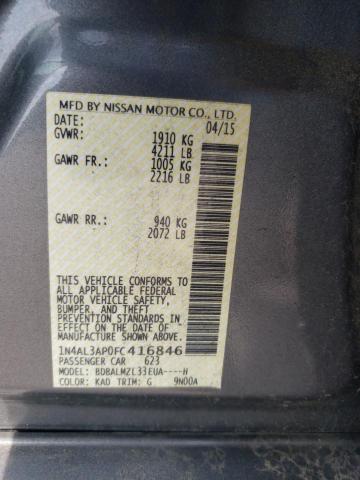 MFD BY NISSAN MOTOR CO., LTD.
DATE: 04/15
GVWR: 1910 KG
4211 LB
GAWR FR: 1005 KG
2216 LB
GAWR RR: 940 KG
2072 LB
THIS VEHICLE CONFORMS TO
ALL APPLICABLE FEDERAL
MOTOR VEHICLE SAFETY,
BUMPER, AND THEFT
PREVENTION STANDARDS IN
EFFECT ON THE DATE OF
MANUFACTURE SHOWN ABOVE.
1N4AL3AP0FC416846
PASSENGER CAR 623
MODEL: BDBALMZL33EUA----H
COLOR: KAD TRIM: G 9N00A